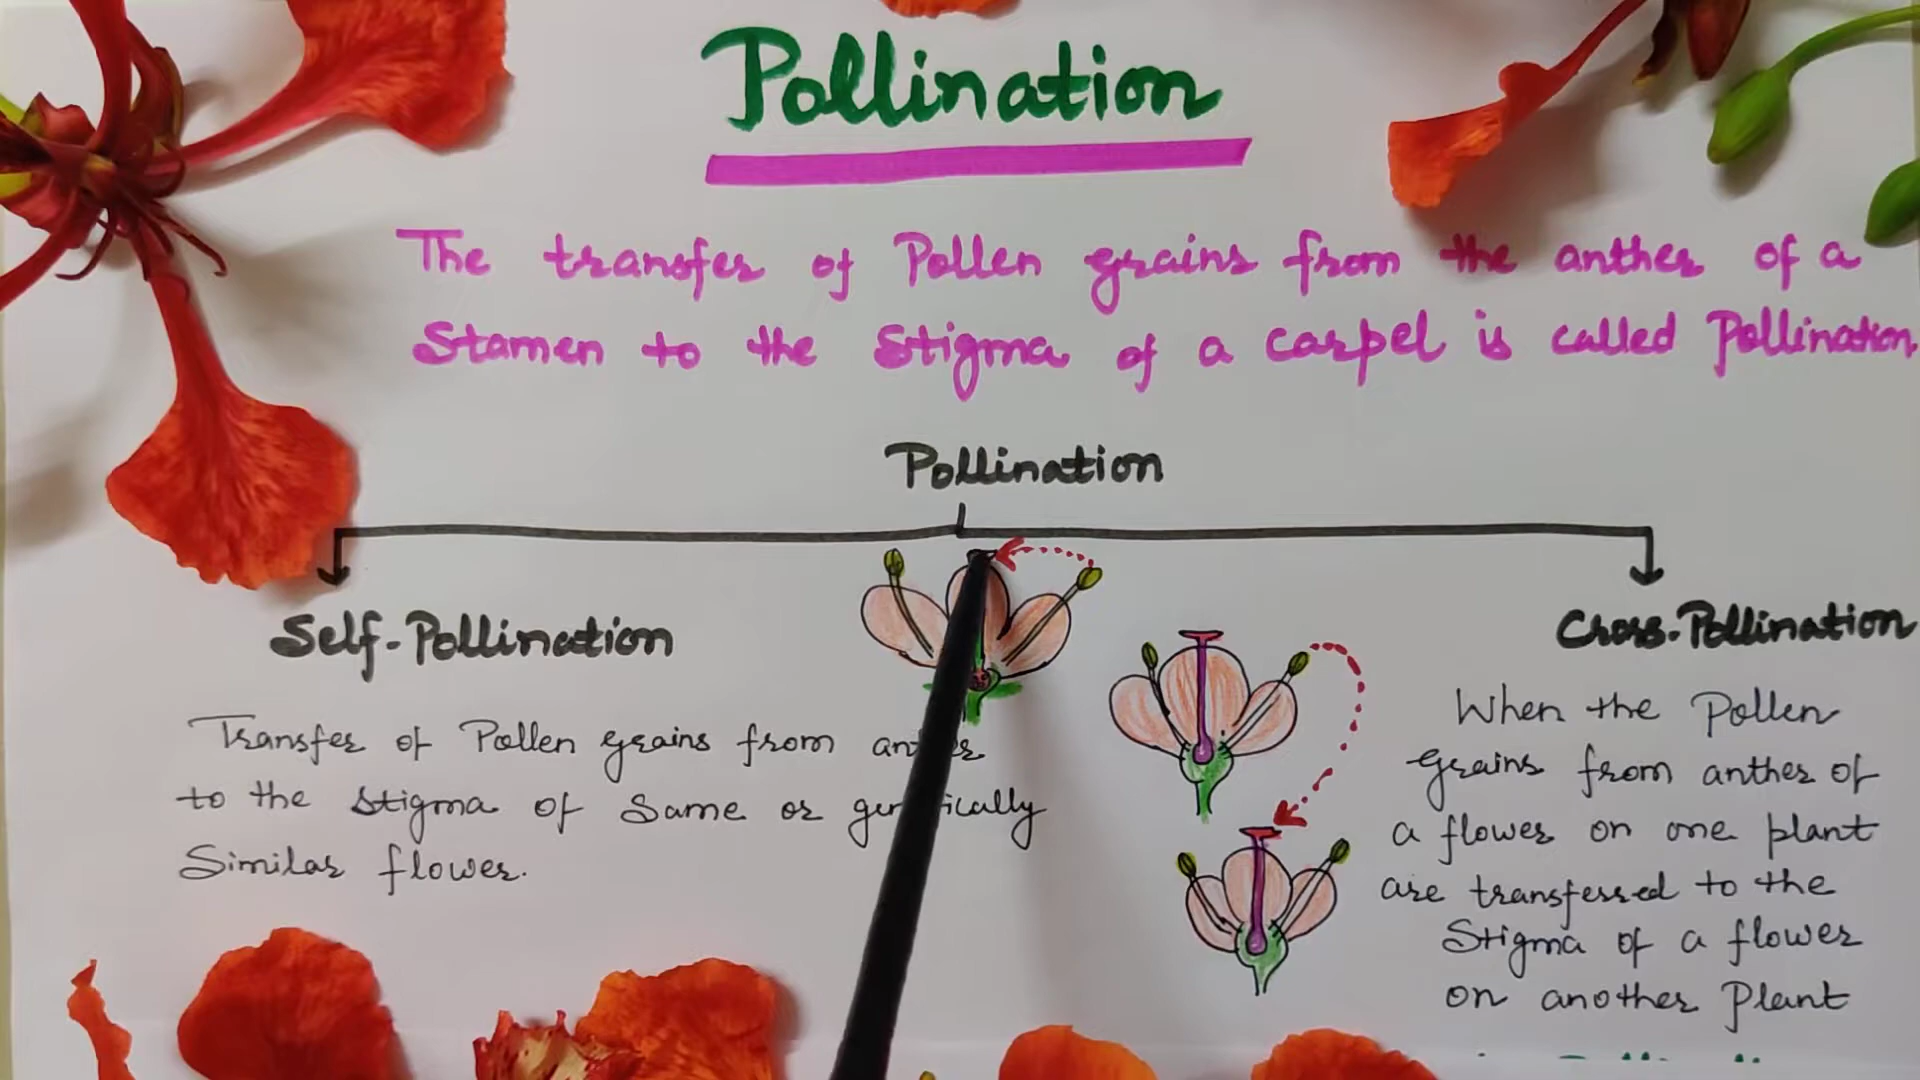 Pollination
The transfer of Pollen grains from the anther of a
Stamen to the Stigma of a carpel is called Pollination.
Pollination
Self-Pollination
Transfer of Pollen grains from
to the stigma of Same or
Similar flower.
Cross-Pollination
When the Pollen
grains from anther of
a flower on one plant
are transferred to the
Stigma of a flower
on another Plant